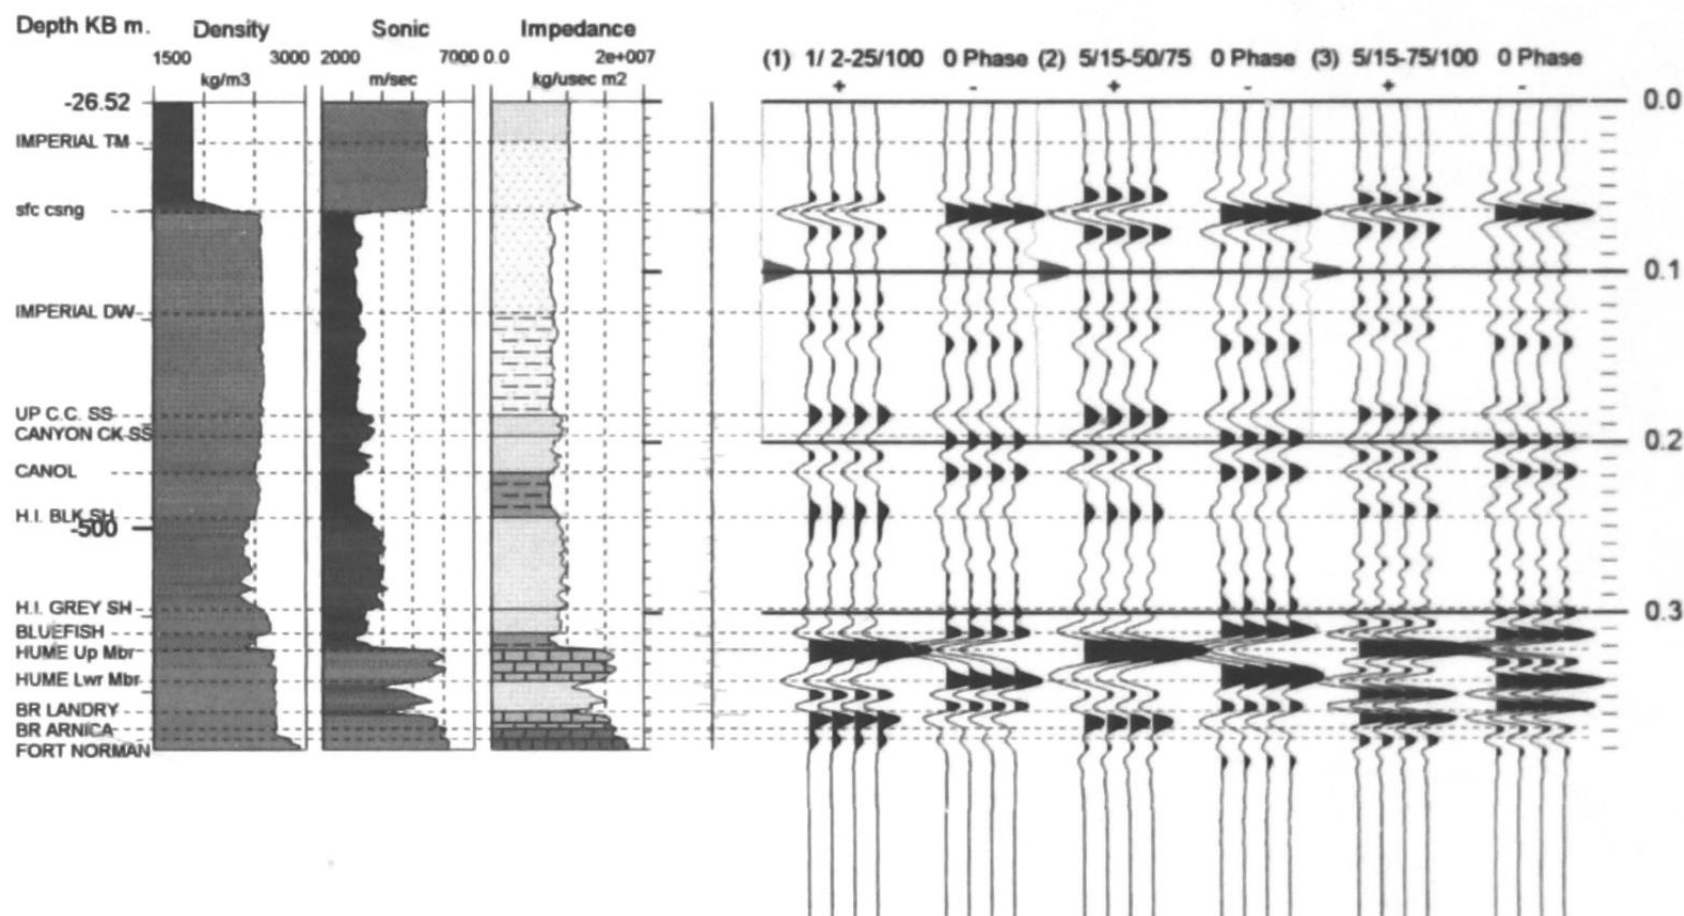 Depth KB m. Density Sonic Impedance
1500 3000 2000 7000 0.0 2e+007 (1) 1/ 2-25/100 0 Phase (2) 5/15-50/75 0 Phase (3) 5/15-75/100 0 Phase
kg/m3 m/sec kg/usec m2 + - + - + -
-26.52 0.0
IMPERIAL TM
sfc csng
0.1
IMPERIAL DW
UP C.C. SS
CANYON CK SS 0.2
CANOL
H.I. BLK SH
-500
H.I. GREY SH 0.3
BLUEFISH
HUME Up Mbr
HUME Lwr Mbr
BR LANDRY
BR ARNICA
FORT NORMAN